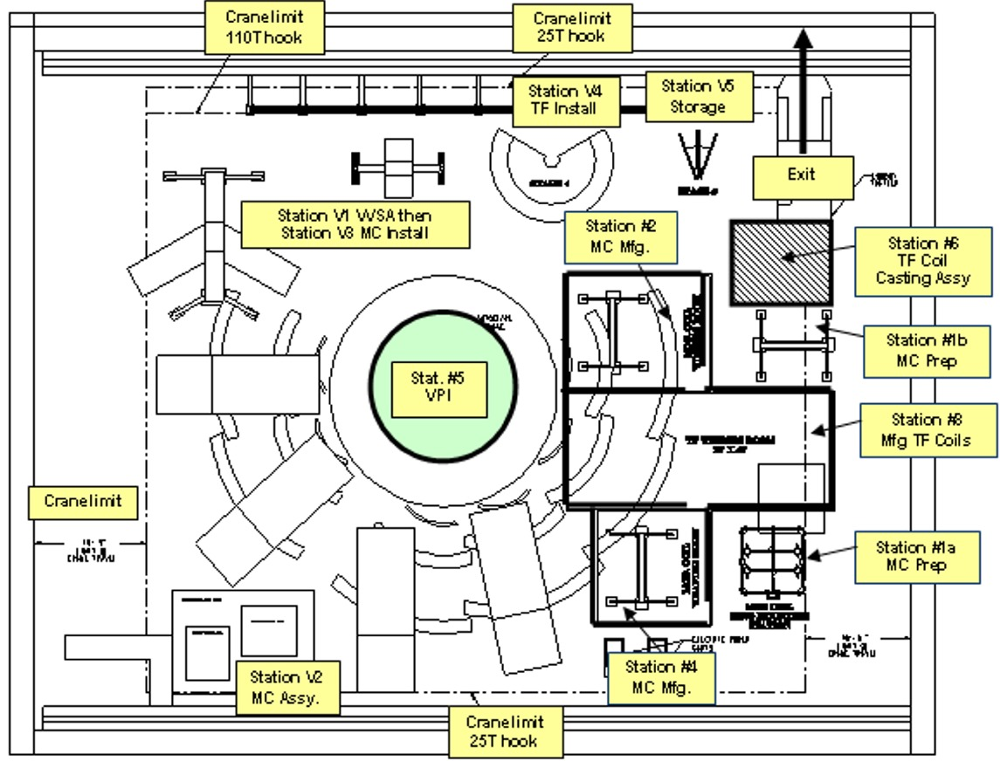 Cranelimit
110T hook
Cranelimit
25T hook
Station V4
TF Install
Station V5
Storage
Exit
Station V1 VVSA then
Station V3 MC Install
Station #2
MC Mfg.
Station #6
TF Coil
Casting Assy
Station #1b
MC Prep
Stat. #5
VPI
Station #3
Mfg TF Coils
Cranelimit
Station #1a
MC Prep
Station V2
MC Assy.
Station #4
MC Mfg.
Cranelimit
25T hook